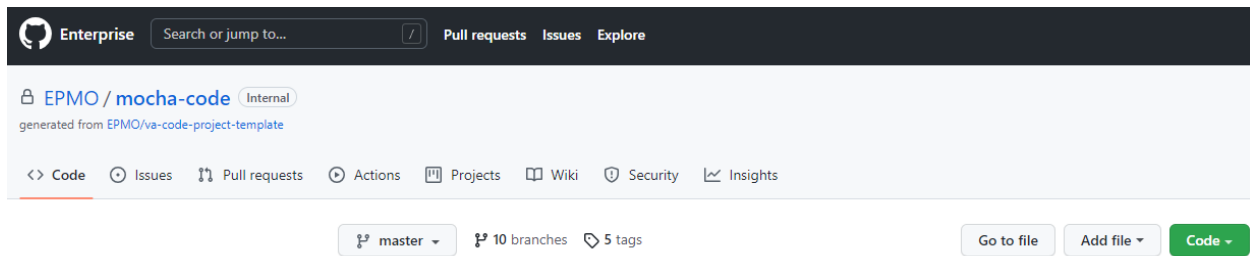 Enterprise Search or jump to... / Pull requests Issues Explore
EPMO / mocha-code Internal
generated from EPMO/va-code-project-template
<> Code Issues Pull requests Actions Projects Wiki Security Insights
master 10 branches 5 tags Go to file Add file Code